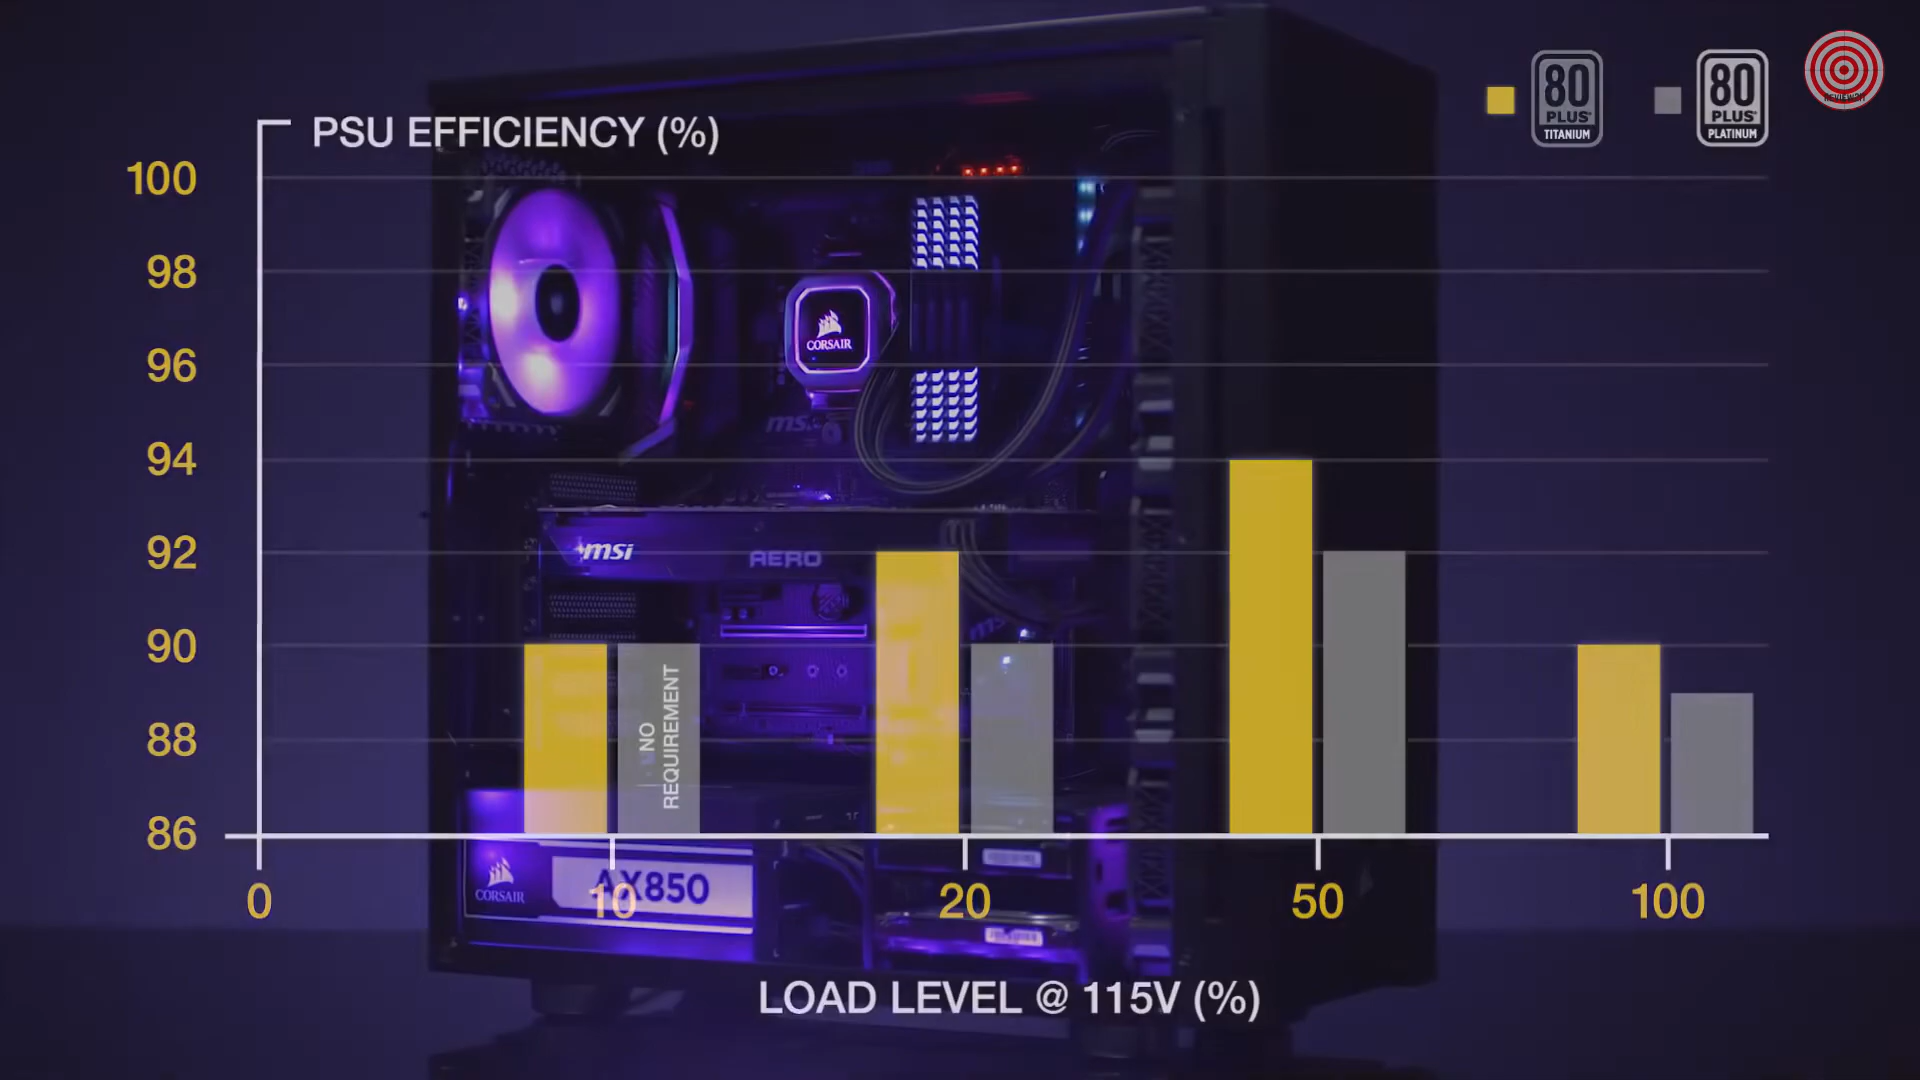 80
PLUS
TITANIUM
80
PLUS
PLATINUM
PSU EFFICIENCY (%)
100
98
96
94
92
90
88
86
CORSAIR
msi
msi
AERO
NO
REQUIREMENT
CORSAIR
AX850
0
10
20
50
100
LOAD LEVEL @ 115V (%)